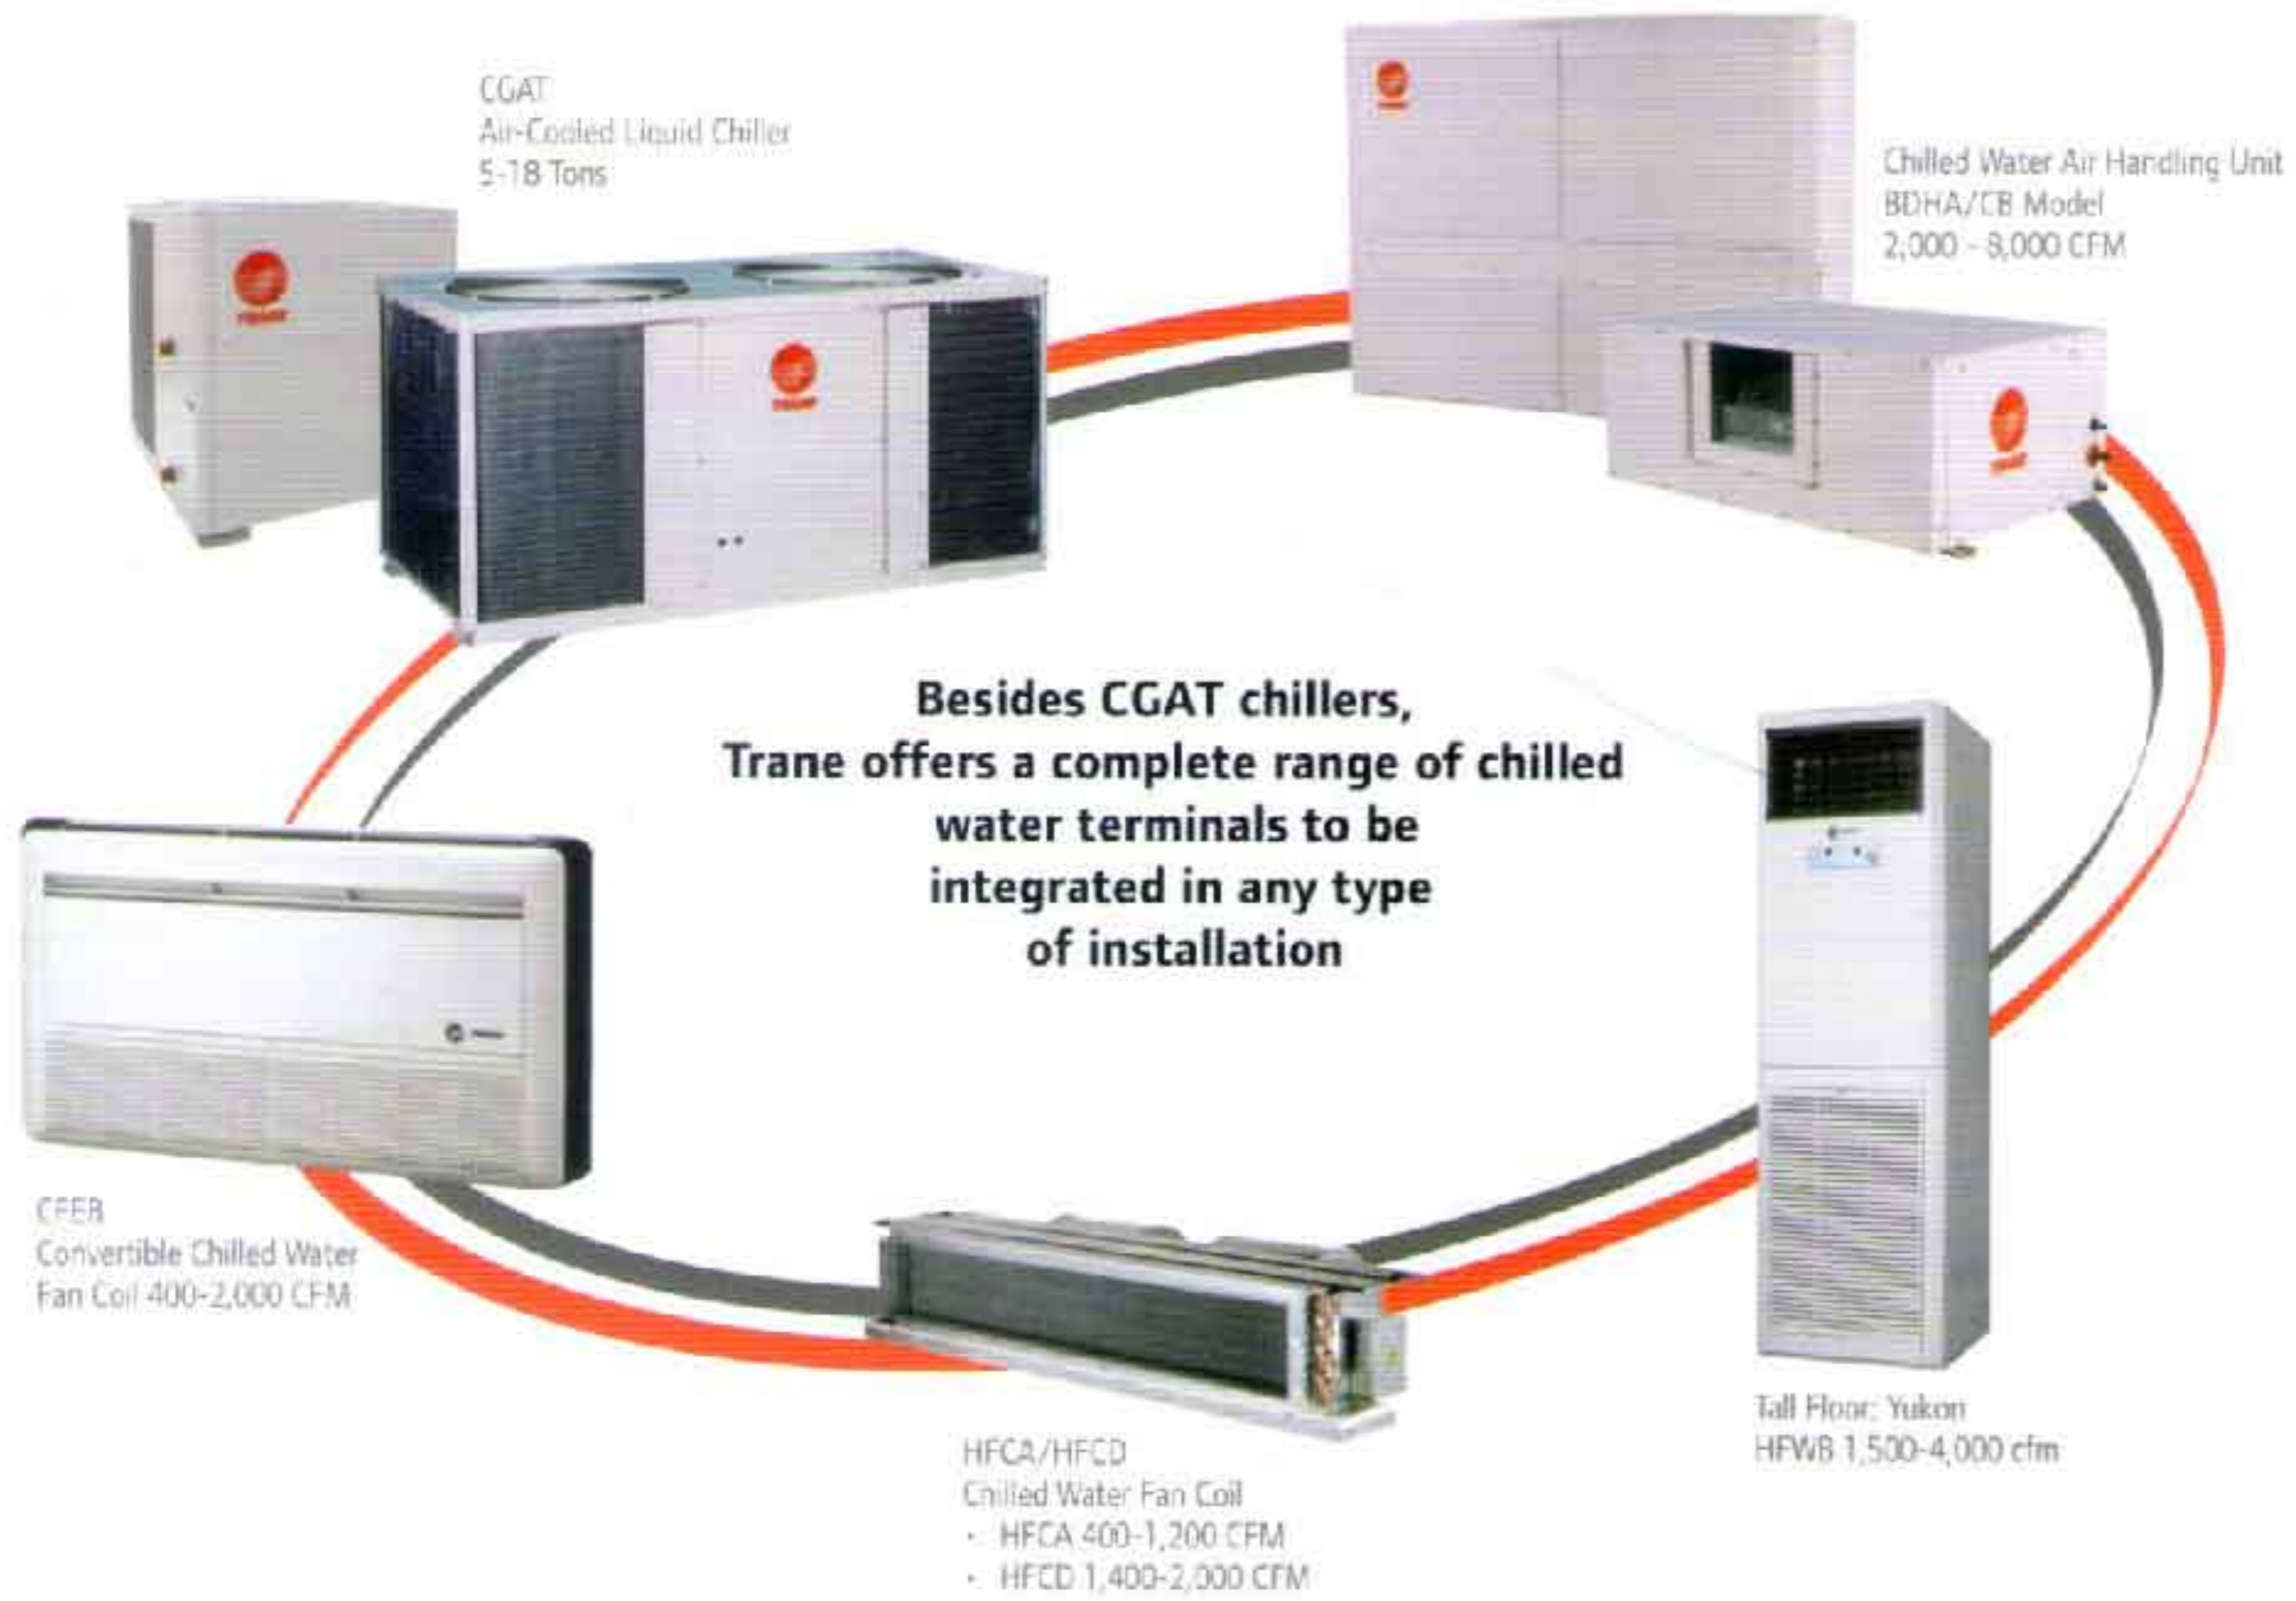 CGAT
Air-Cooled Liquid Chiller
5-18 Tons
Chilled Water Air Handling Unit
BDHA/CB Model
2,000 - 8,000 CFM
Besides CGAT chillers,
Trane offers a complete range of chilled
water terminals to be
integrated in any type
of installation
Convertible Chilled Water
Fan Coil 400-2,000 CFM
HFCA/HFCD
Chilled Water Fan Coil
• HFCA 400-1,200 CFM
• HFCD 1,400-2,000 CFM
Tall Floor: Yukon
HFWB 1,500-4,000 cfm